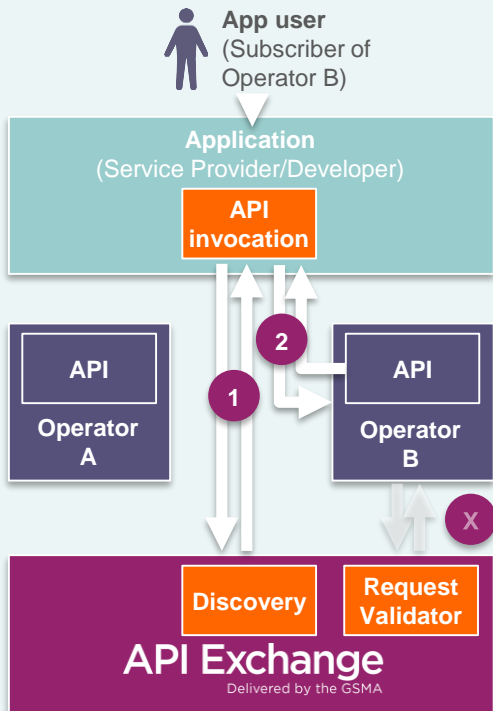 App user
(Subscriber of
Operator B)
Application
(Service Provider/Developer)
API
invocation
2
1
API
Operator
A
API
Operator
B
X
Discovery
Request
Validator
API Exchange
Delivered by the GSMA